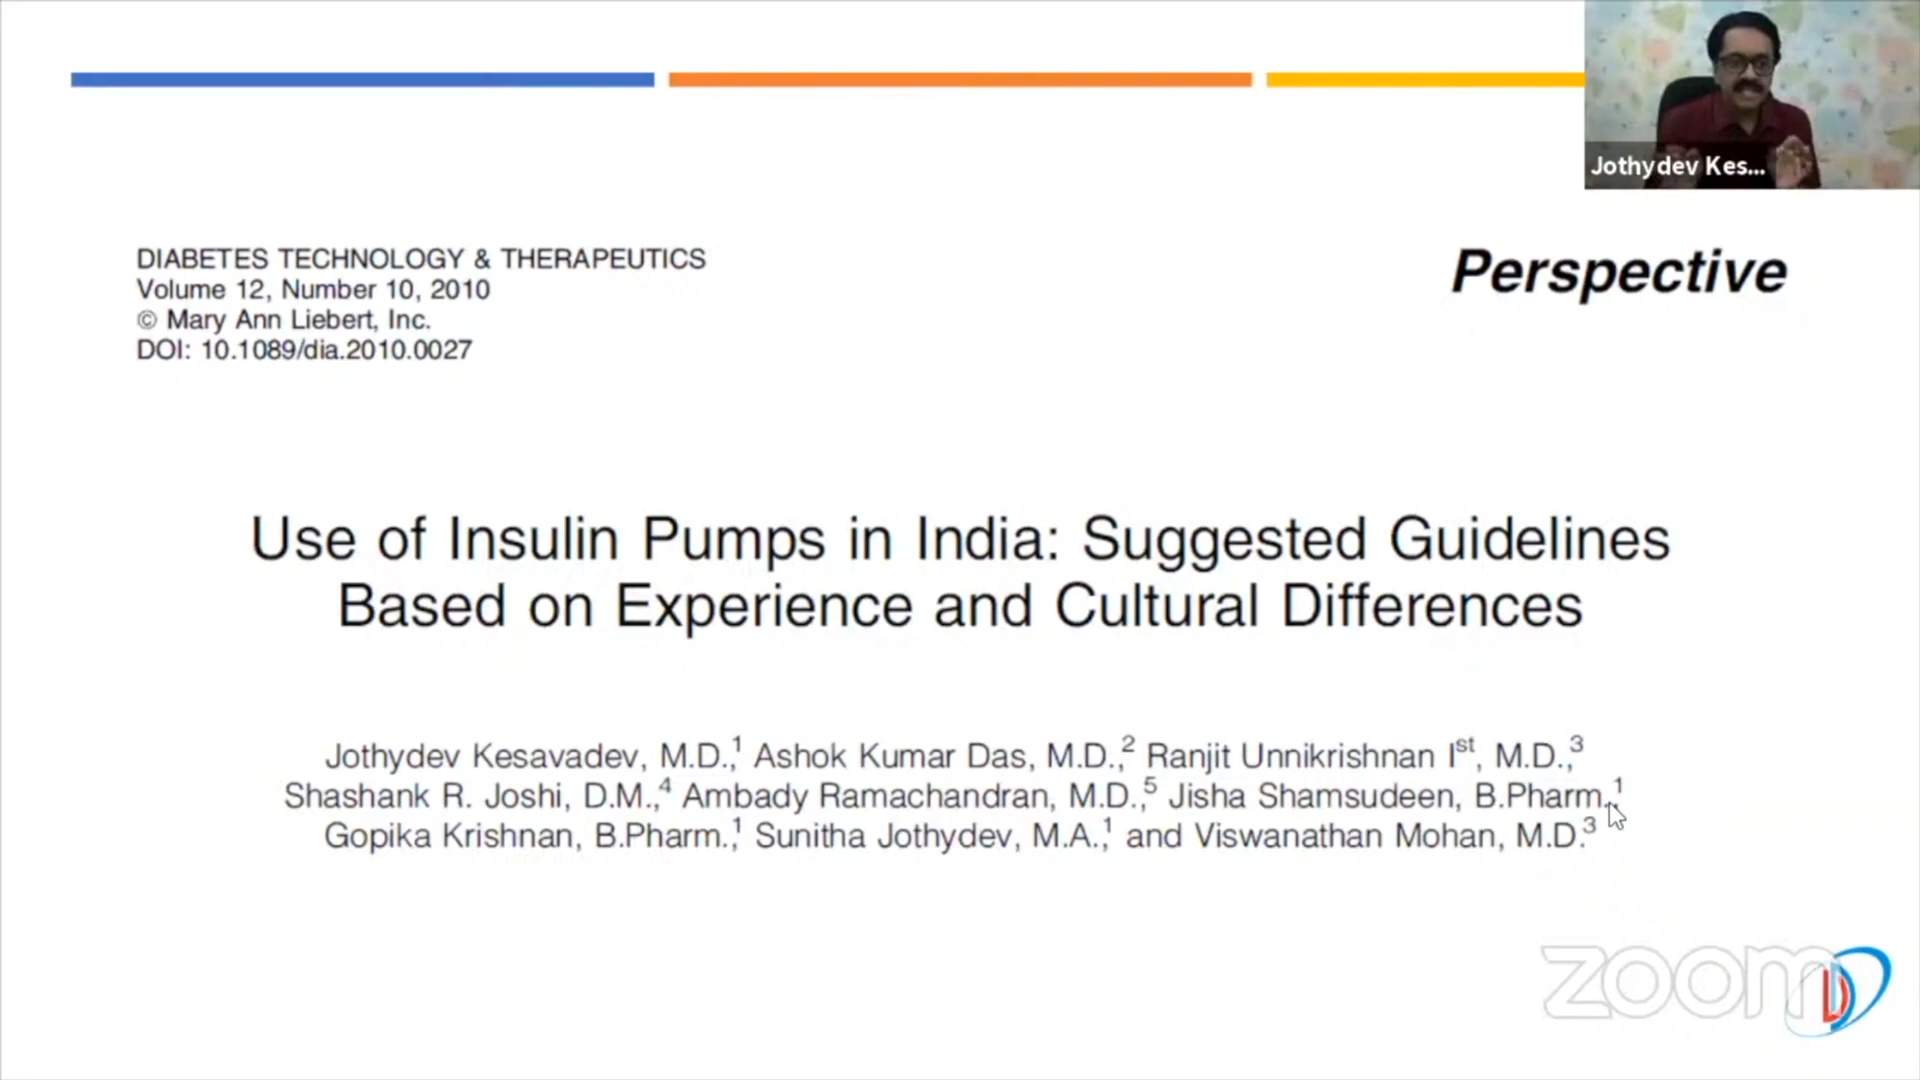 Jothydev Kes...
DIABETES TECHNOLOGY & THERAPEUTICS
Volume 12, Number 10, 2010
© Mary Ann Liebert, Inc.
DOI: 10.1089/dia.2010.0027
Perspective
Use of Insulin Pumps in India: Suggested Guidelines
Based on Experience and Cultural Differences
Jothydev Kesavadev, M.D.,1 Ashok Kumar Das, M.D.,2 Ranjit Unnikrishnan Ist, M.D.,3
Shashank R. Joshi, D.M.,4 Ambady Ramachandran, M.D.,5 Jisha Shamsudeen, B.Pharm.,1
Gopika Krishnan, B.Pharm.,1 Sunitha Jothydev, M.A.,1 and Viswanathan Mohan, M.D.3
zoom